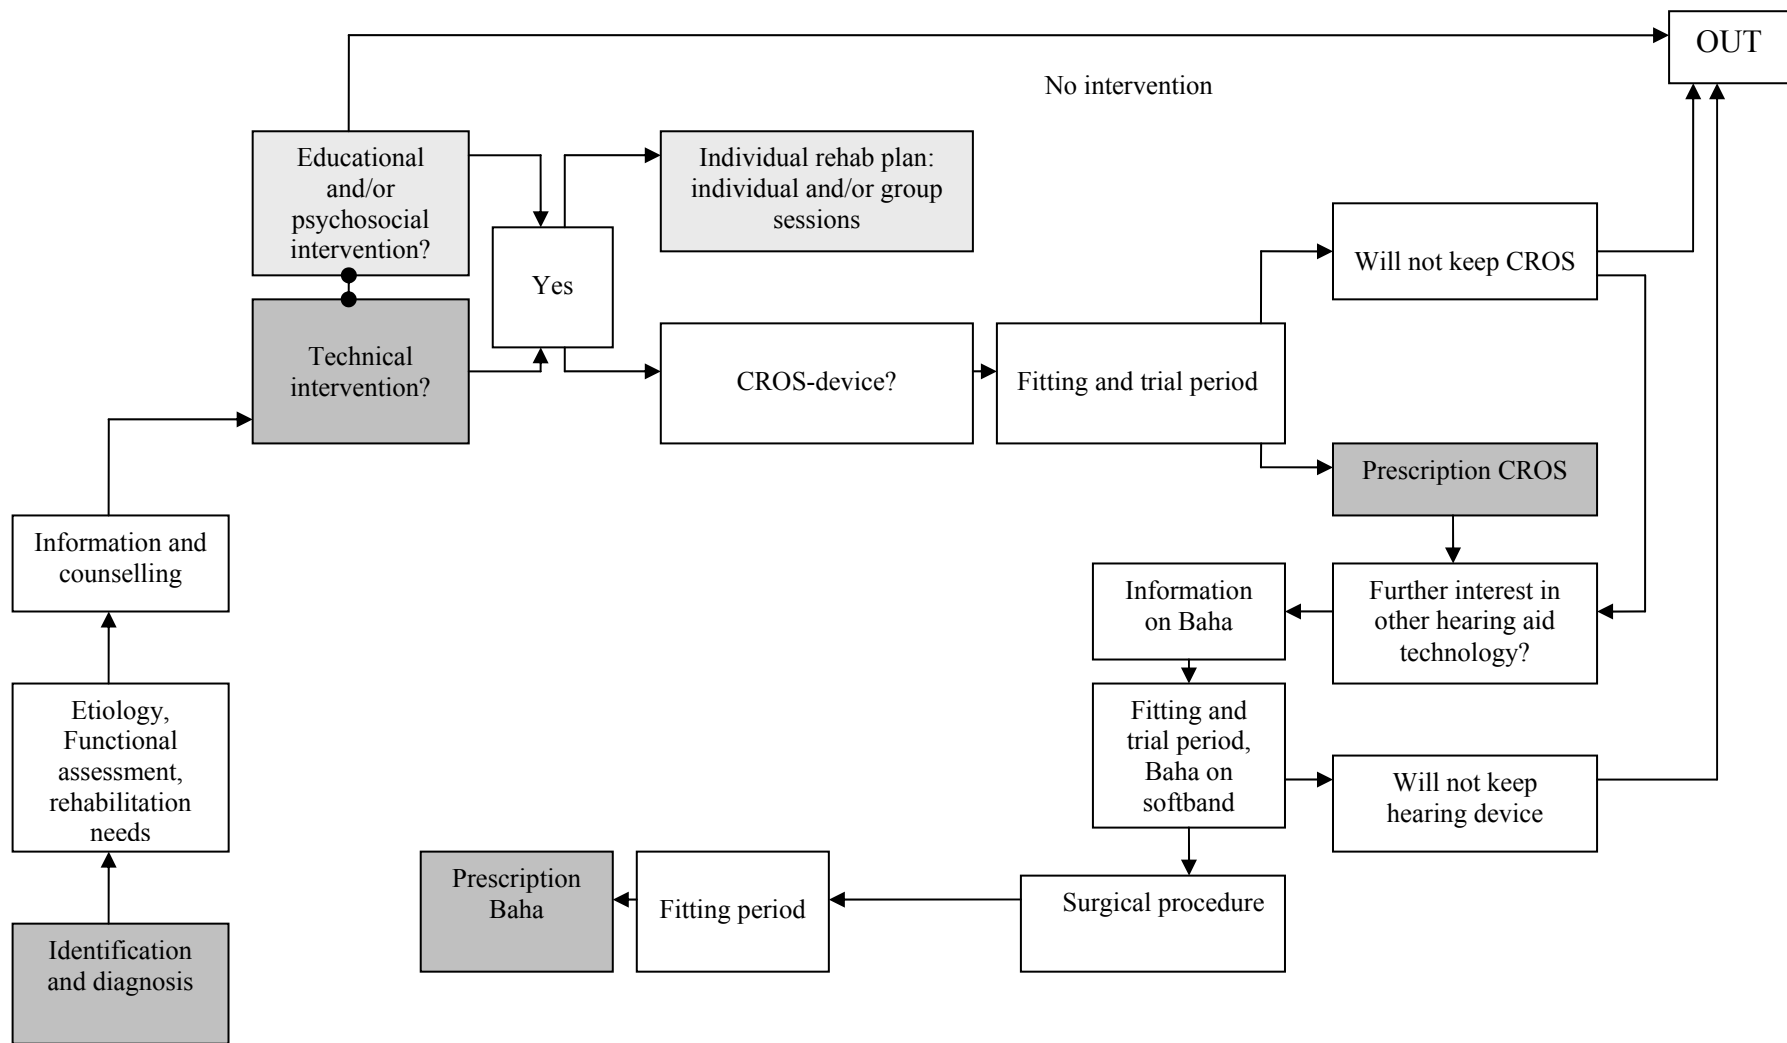 OUT
No intervention
Educational
and/or
psychosocial
intervention?
Individual rehab plan:
individual and/or group
sessions
Yes
Will not keep CROS
Technical
intervention?
CROS-device?
Fitting and trial period
Prescription CROS
Information and
counselling
Information
on Baha
Further interest in
other hearing aid
technology?
Etiology,
Functional
assessment,
rehabilitation
needs
Fitting and
trial period,
Baha on
softband
Will not keep
hearing device
Prescription
Baha
Fitting period
Surgical procedure
Identification
and diagnosis